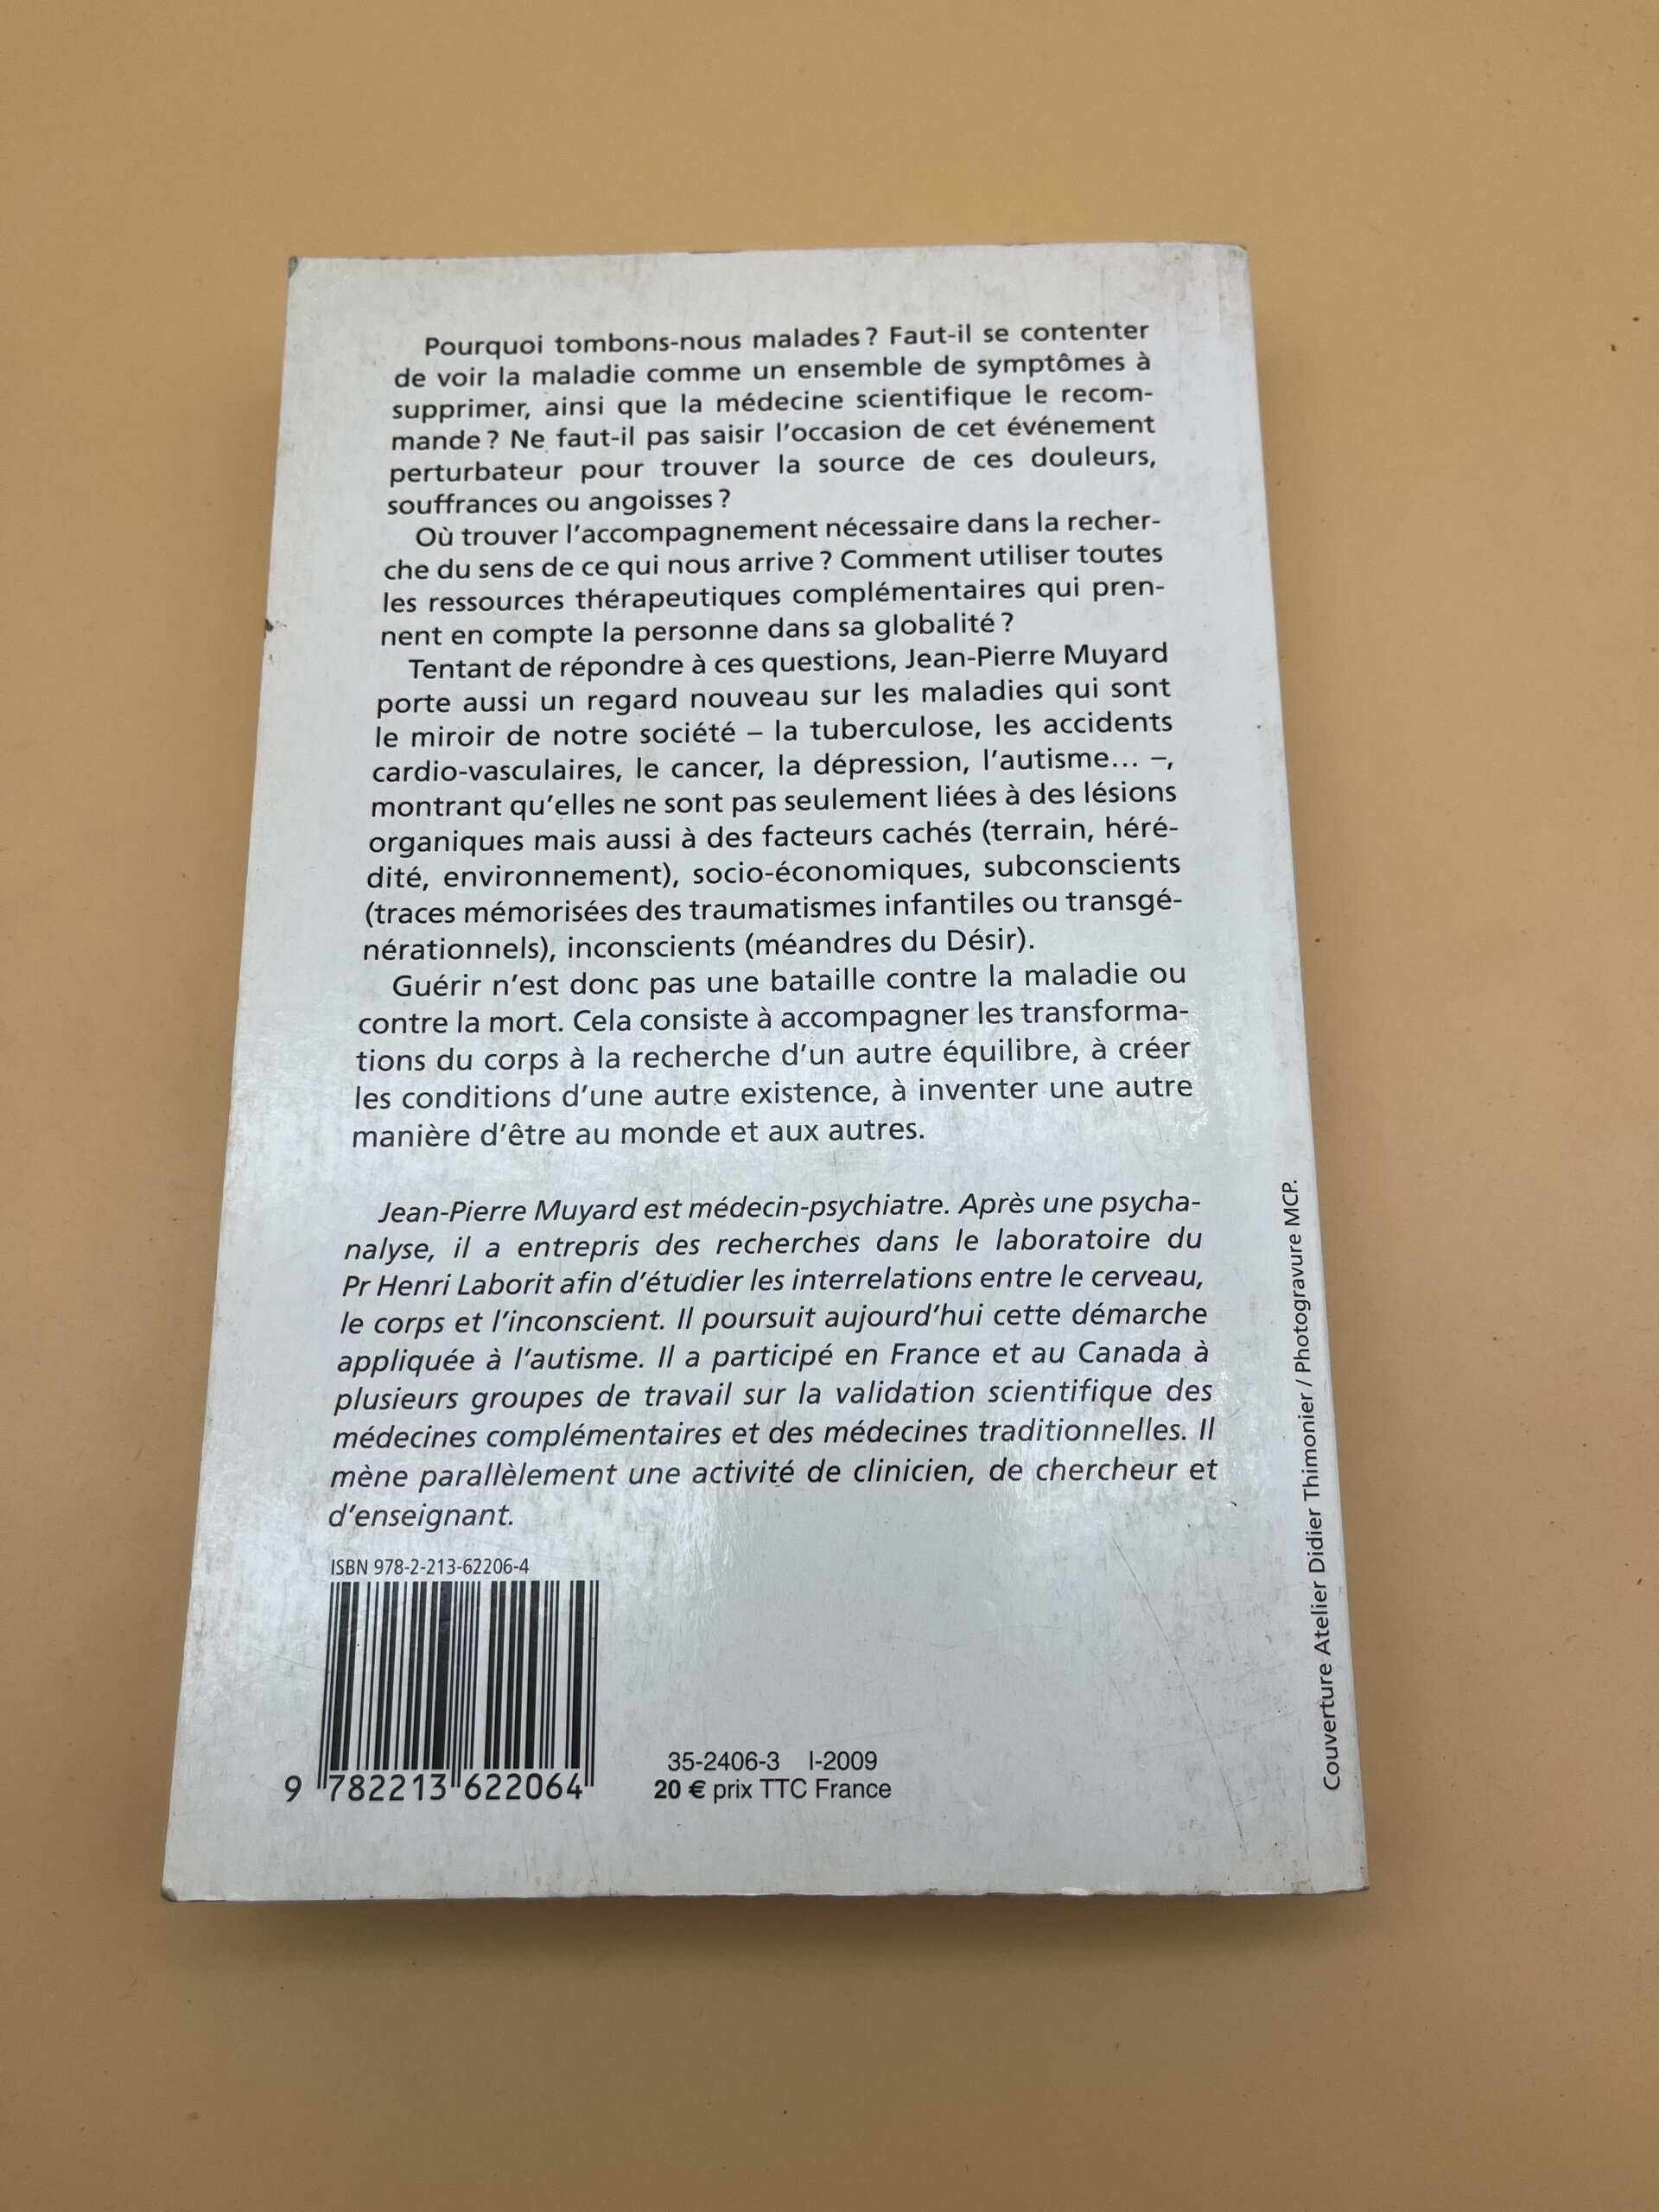 Pourquoi tombons-nous malades ? Faut-il se contenter
de voir la maladie comme un ensemble de symptômes à
supprimer, ainsi que la médecine scientifique le recom-
mande ? Ne faut-il pas saisir l'occasion de cet événement
perturbateur pour trouver la source de ces douleurs,
souffrances ou angoisses ?
Où trouver l'accompagnement nécessaire dans la recher-
che du sens de ce qui nous arrive ? Comment utiliser toutes
les ressources thérapeutiques complémentaires qui pren-
nent en compte la personne dans sa globalité ?
Tentant de répondre à ces questions, Jean-Pierre Muyard
porte aussi un regard nouveau sur les maladies qui sont
le miroir de notre société – la tuberculose, les accidents
cardio-vasculaires, le cancer, la dépression, l'autisme... –,
montrant qu'elles ne sont pas seulement liées à des lésions
organiques mais aussi à des facteurs cachés (terrain, héré-
dité, environnement), socio-économiques, subconscients
(traces mémorisées des traumatismes infantiles ou transgé-
nérationnels), inconscients (méandres du Désir).
Guérir n'est donc pas une bataille contre la maladie ou
contre la mort. Cela consiste à accompagner les transforma-
tions du corps à la recherche d'un autre équilibre, à créer
les conditions d'une autre existence, à inventer une autre
manière d'être au monde et aux autres.
Jean-Pierre Muyard est médecin-psychiatre. Après une psycha-
nalyse, il a entrepris des recherches dans le laboratoire du
Pr Henri Laborit afin d'étudier les interrelations entre le cerveau,
le corps et l'inconscient. Il poursuit aujourd'hui cette démarche
appliquée à l'autisme. Il a participé en France et au Canada à
plusieurs groupes de travail sur la validation scientifique des
médecines complémentaires et des médecines traditionnelles. Il
mène parallèlement une activité de clinicien, de chercheur et
d'enseignant.
ISBN 978-2-213-62206-4
9 782213 622064
35-2406-3 I-2009
20 € prix TTC France
Couverture Atelier Didier Thimonier / Photogravure MCP.